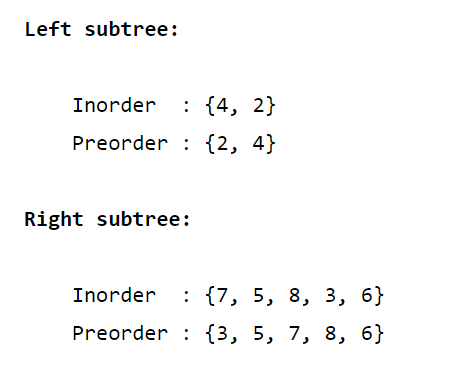 Left subtree:
Inorder  : {4, 2}
Preorder : {2, 4}
Right subtree:
Inorder  : {7, 5, 8, 3, 6}
Preorder : {3, 5, 7, 8, 6}